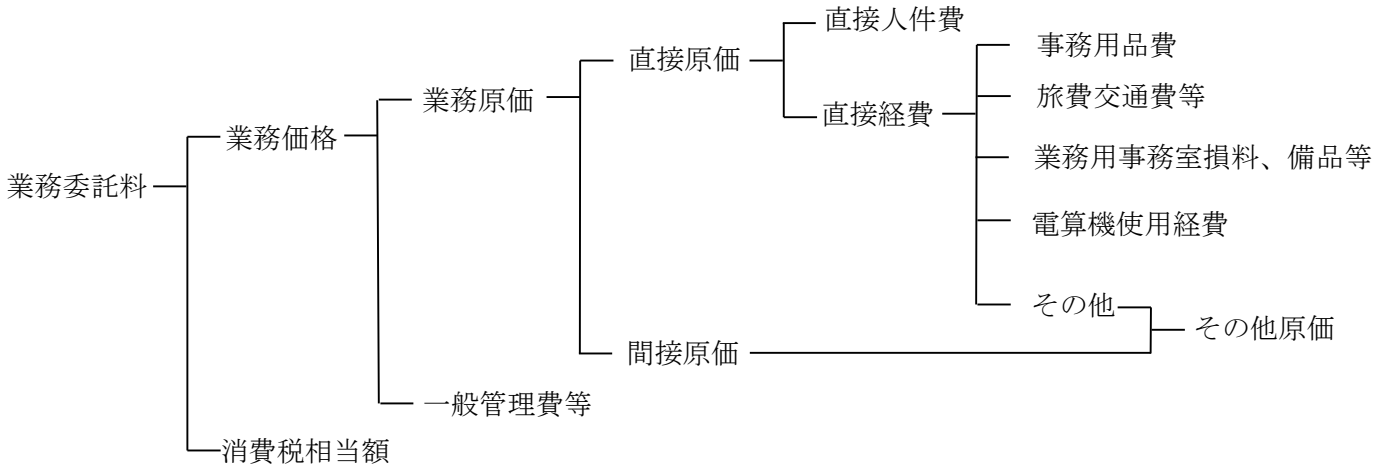 直接人件費
事務用品費
直接原価
旅費交通費等
業務原価
直接経費
業務価格
業務用事務室損料、備品等
業務委託料
電算機使用経費
その他
その他原価
間接原価
一般管理費等
消費税相当額